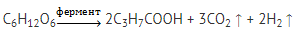 C₆H₁₂O₆ фермент⟶ 2C₃H₇COOH + 3CO₂ ↑ + 2H₂ ↑